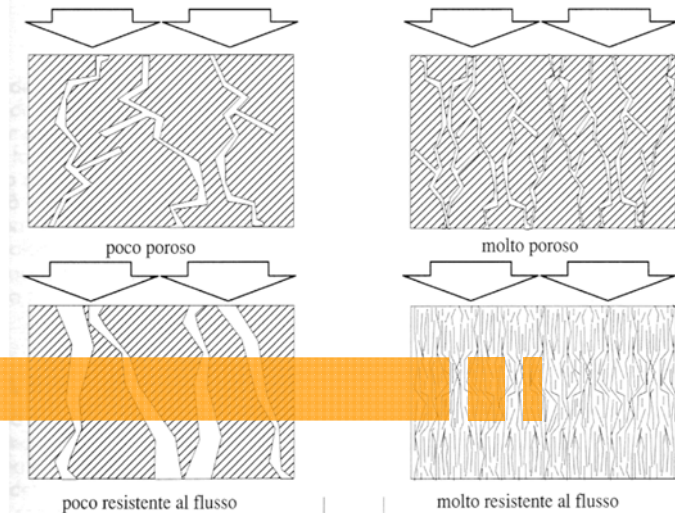 poco poroso
molto poroso
poco resistente al flusso
molto resistente al flusso